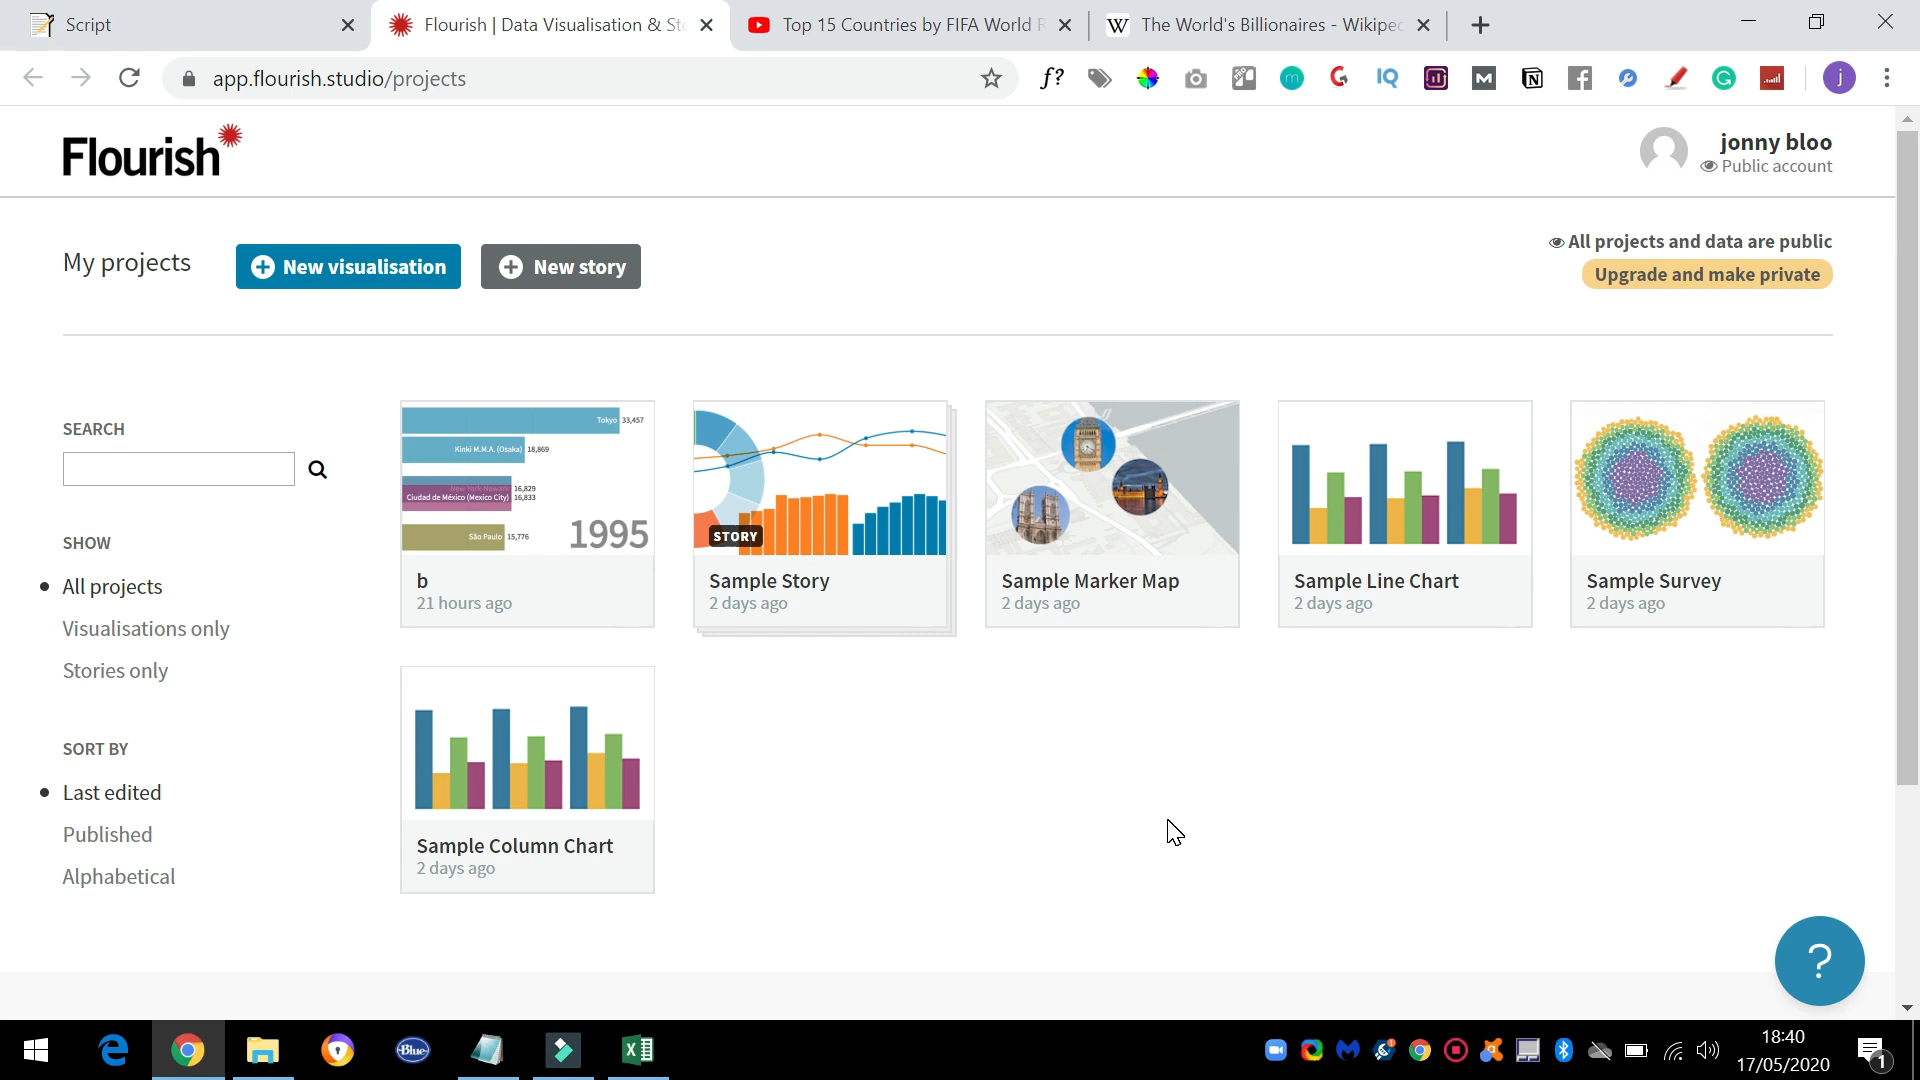 Script
Flourish | Data Visualisation & Sto
Top 15 Countries by FIFA World R
The World's Billionaires - Wikiped
app.flourish.studio/projects
f?
IQ
j
Flourish
jonny bloo
Public account
My projects
New visualisation
New story
All projects and data are public
Upgrade and make private
SEARCH
SHOW
All projects
Visualisations only
Stories only
SORT BY
Last edited
Published
Alphabetical
Tokyo 33,457
Kinki M.M.A. (Osaka) 18,869
16,829
Ciudad de México (Mexico City) 16,833
São Paulo 15,776
1995
b
21 hours ago
STORY
Sample Story
2 days ago
Sample Marker Map
2 days ago
Sample Line Chart
2 days ago
Sample Survey
2 days ago
Sample Column Chart
2 days ago
?
Blue
18:40
17/05/2020
1